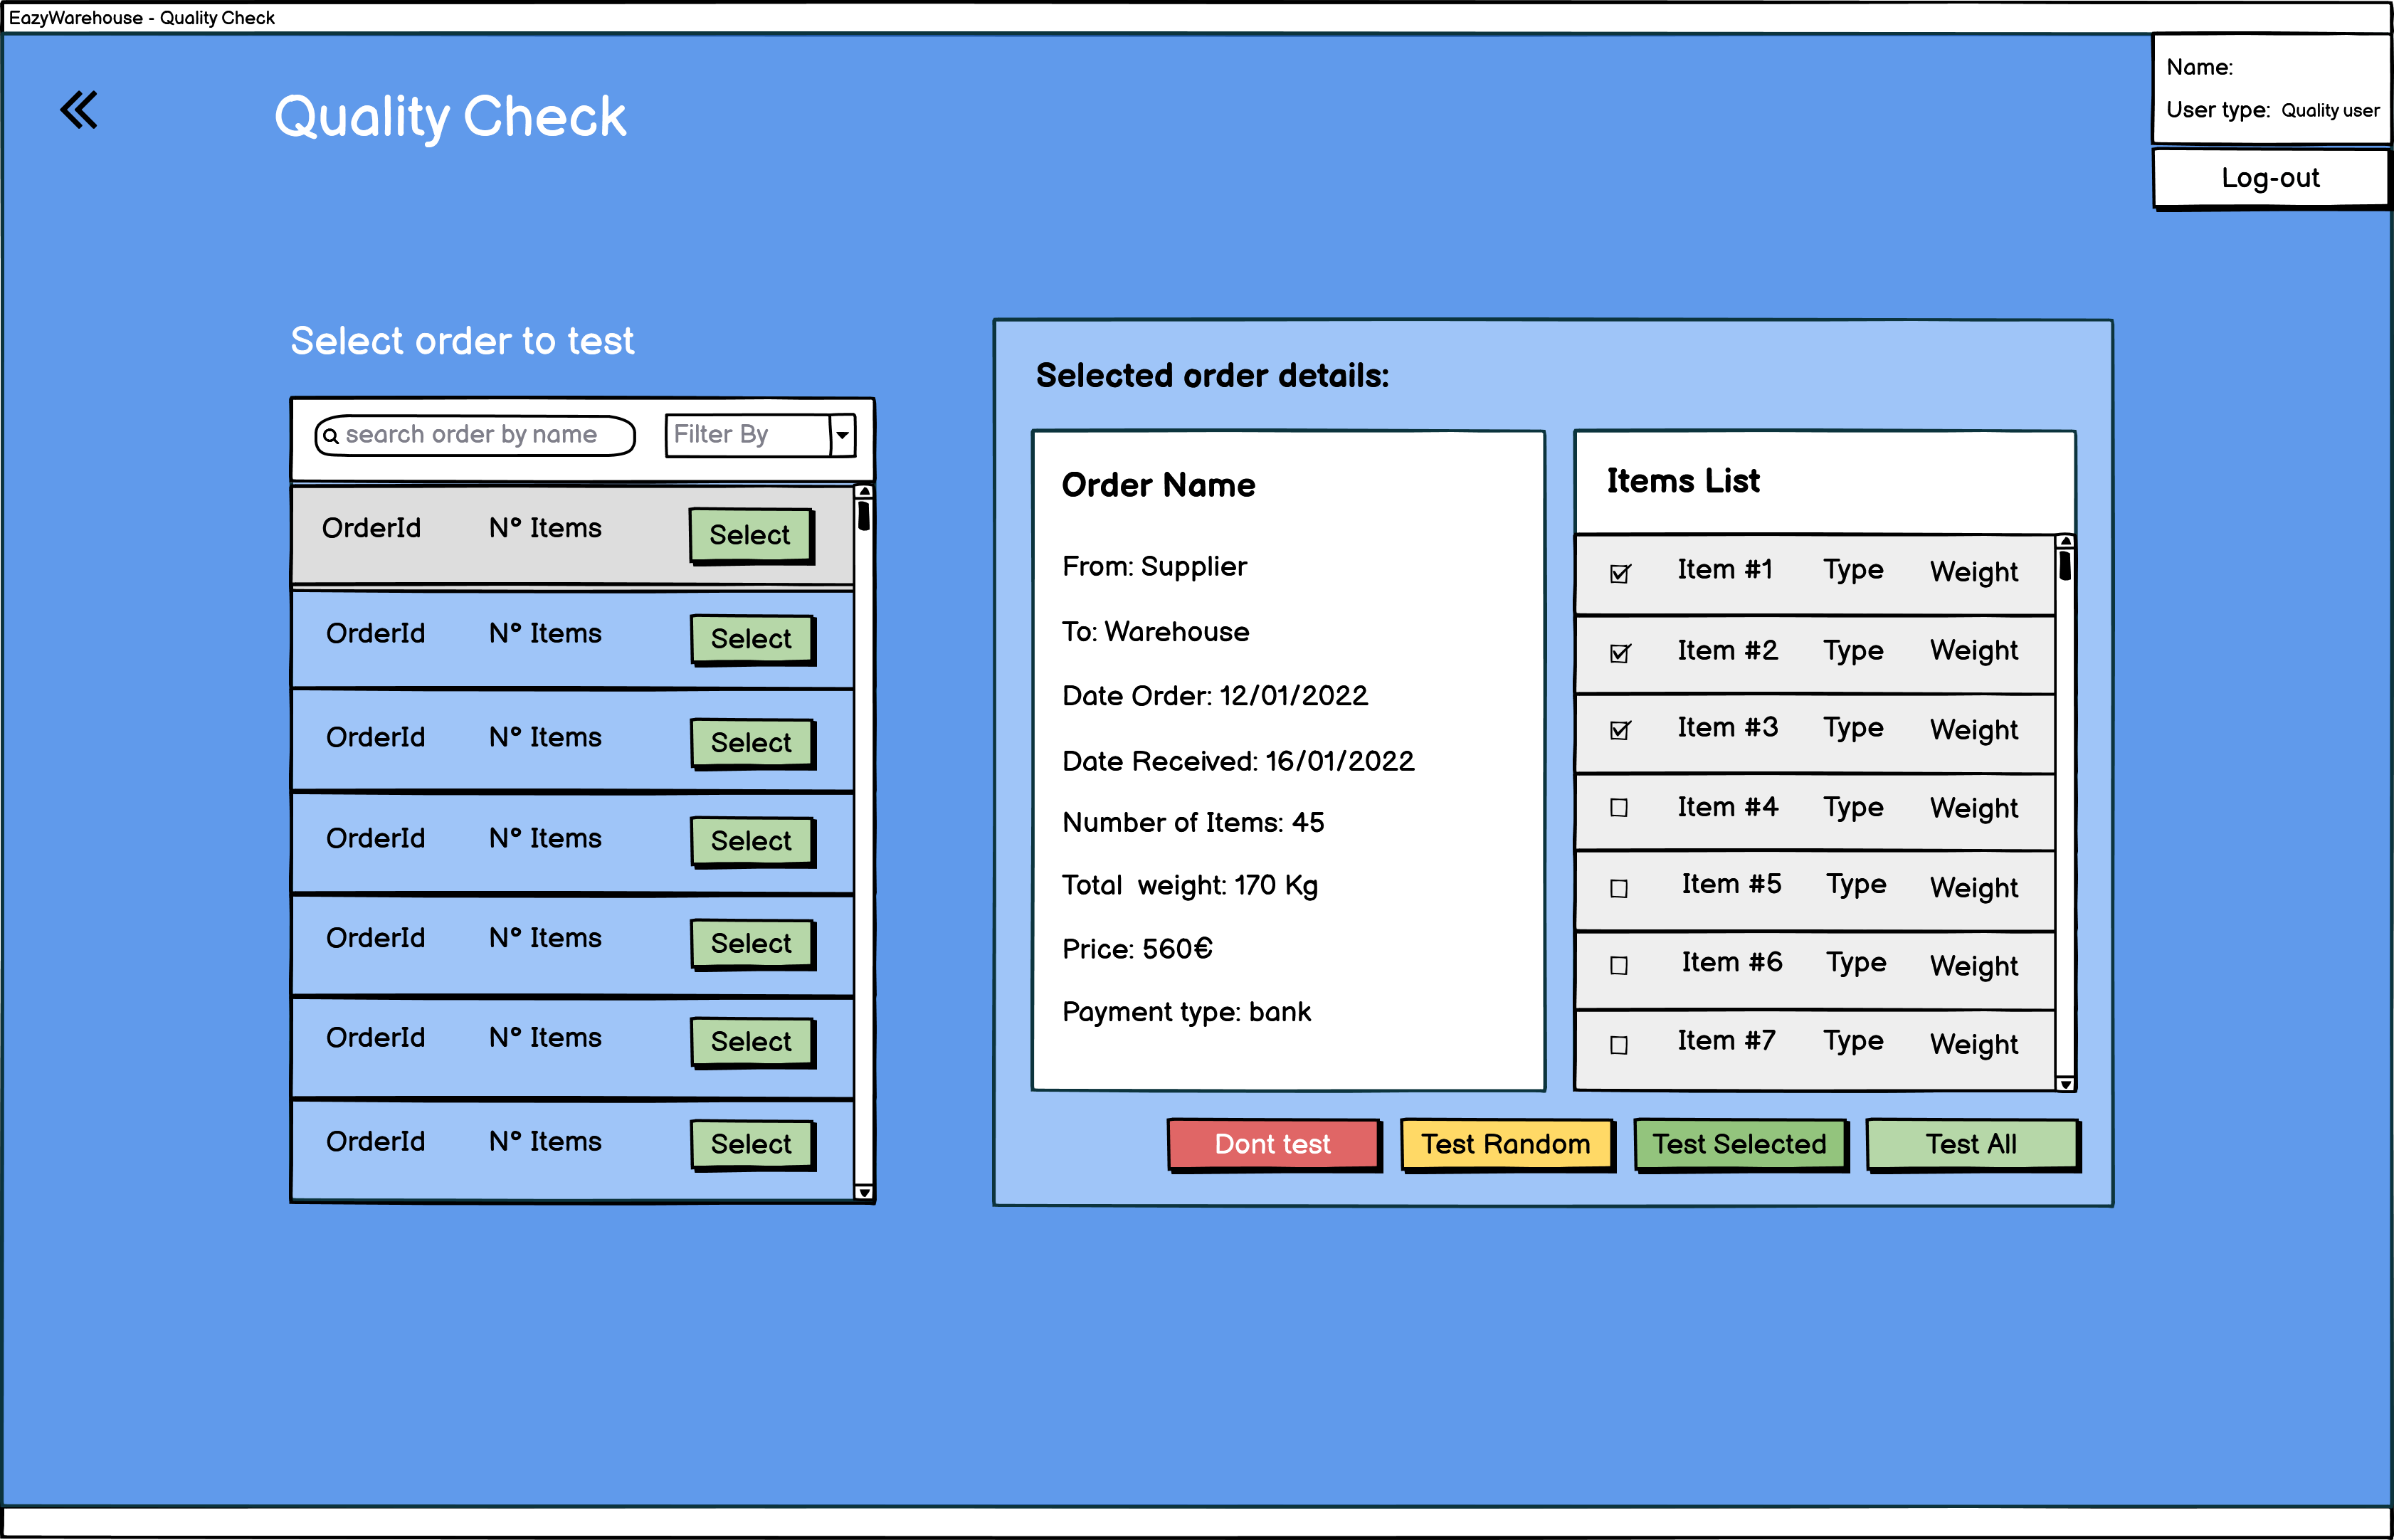 EazyWarehouse - Quality Check
Name:
User type: Quality user
Log-out
Quality Check
Select order to test
search order by name
Filter By
OrderId N° Items Select
OrderId N° Items Select
OrderId N° Items Select
OrderId N° Items Select
OrderId N° Items Select
OrderId N° Items Select
OrderId N° Items Select
Selected order details:
Order Name
From: Supplier
To: Warehouse
Date Order: 12/01/2022
Date Received: 16/01/2022
Number of Items: 45
Total weight: 170 Kg
Price: 560€
Payment type: bank
Items List
Item #1 Type Weight
Item #2 Type Weight
Item #3 Type Weight
Item #4 Type Weight
Item #5 Type Weight
Item #6 Type Weight
Item #7 Type Weight
Dont test
Test Random
Test Selected
Test All